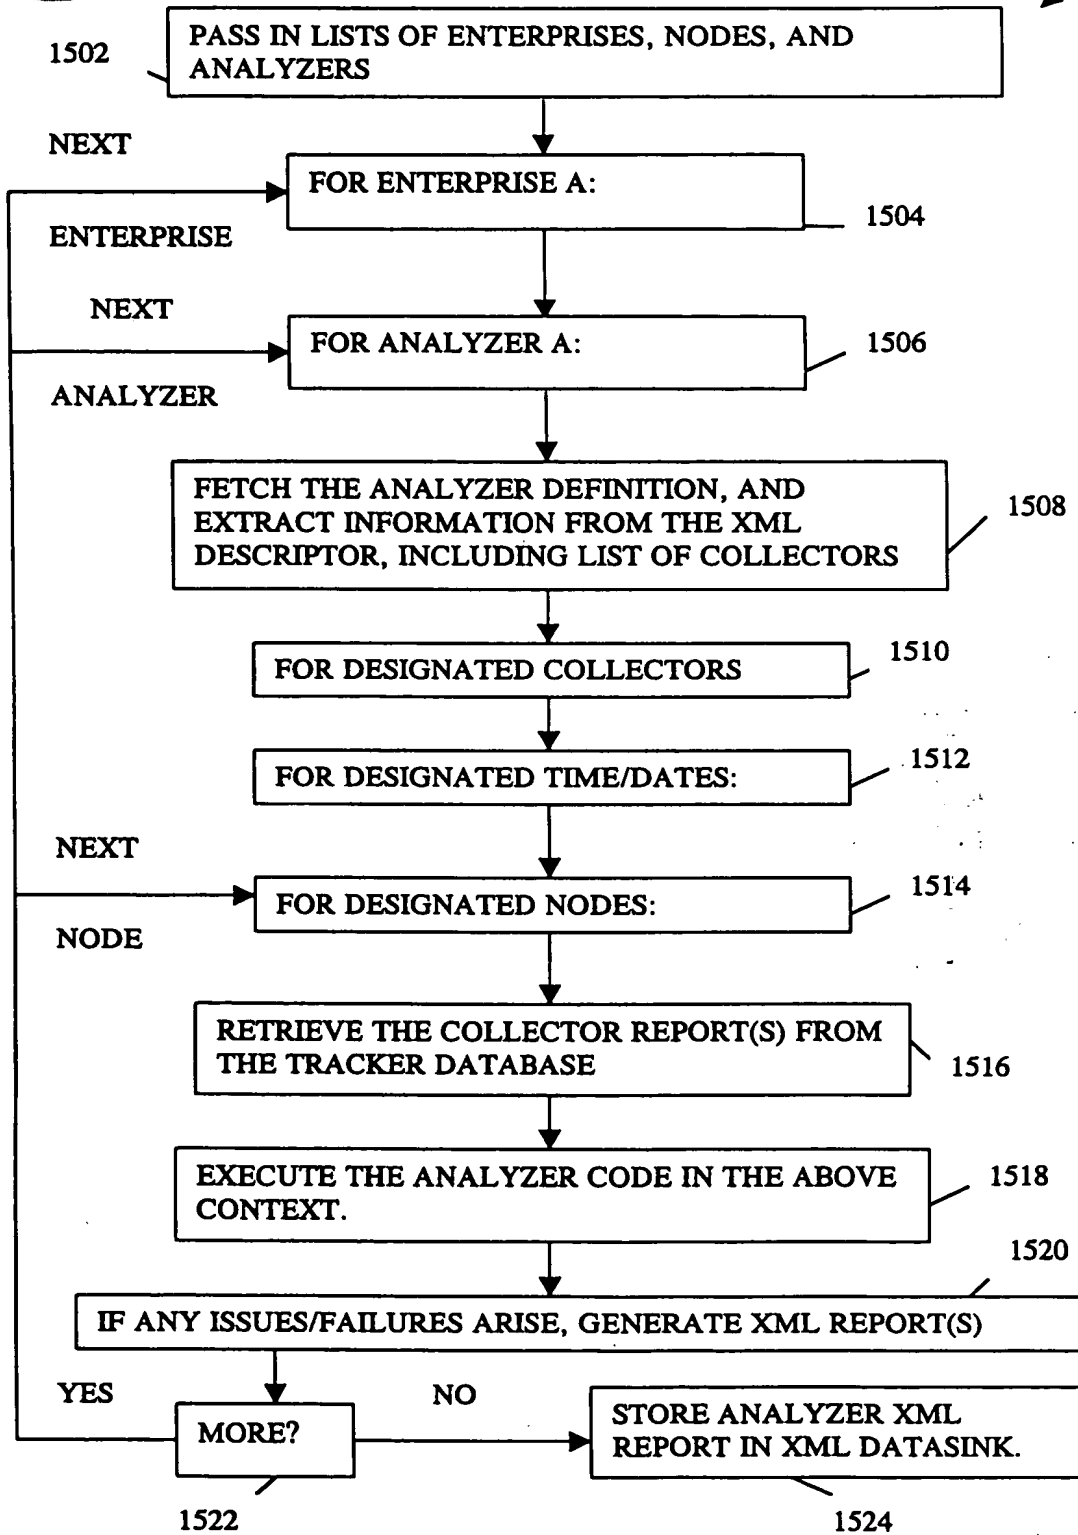 PASS IN LISTS OF ENTERPRISES, NODES, AND
ANALYZERS
1502
NEXT
FOR ENTERPRISE A:
1504
ENTERPRISE
NEXT
FOR ANALYZER A:
1506
ANALYZER
FETCH THE ANALYZER DEFINITION, AND
EXTRACT INFORMATION FROM THE XML
DESCRIPTOR, INCLUDING LIST OF COLLECTORS
1508
FOR DESIGNATED COLLECTORS
1510
FOR DESIGNATED TIME/DATES:
1512
NEXT
FOR DESIGNATED NODES:
1514
NODE
RETRIEVE THE COLLECTOR REPORT(S) FROM
THE TRACKER DATABASE
1516
EXECUTE THE ANALYZER CODE IN THE ABOVE
CONTEXT.
1518
1520
IF ANY ISSUES/FAILURES ARISE, GENERATE XML REPORT(S)
YES
NO
MORE?
STORE ANALYZER XML
REPORT IN XML DATASINK.
1522
1524